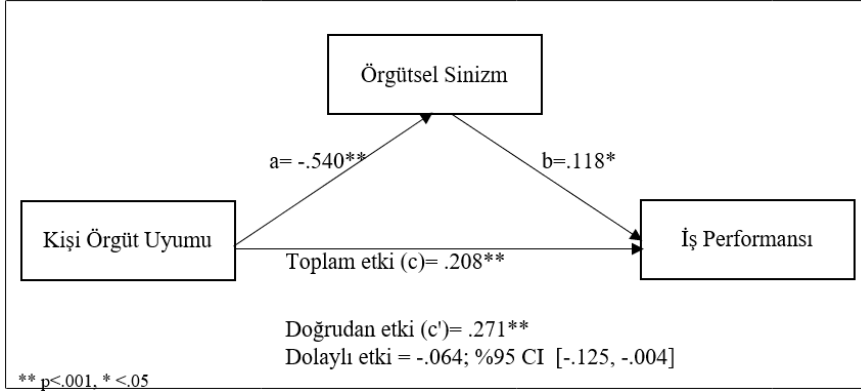 Örgütsel Sinizm
a= -.540**
b=.118*
Kişi Örgüt Uyumu
İş Performansı
Toplam etki (c)= .208**
Doğrudan etki (c')= .271**
Dolaylı etki = -.064; %95 CI [-.125, -.004]
** p<.001, * <.05